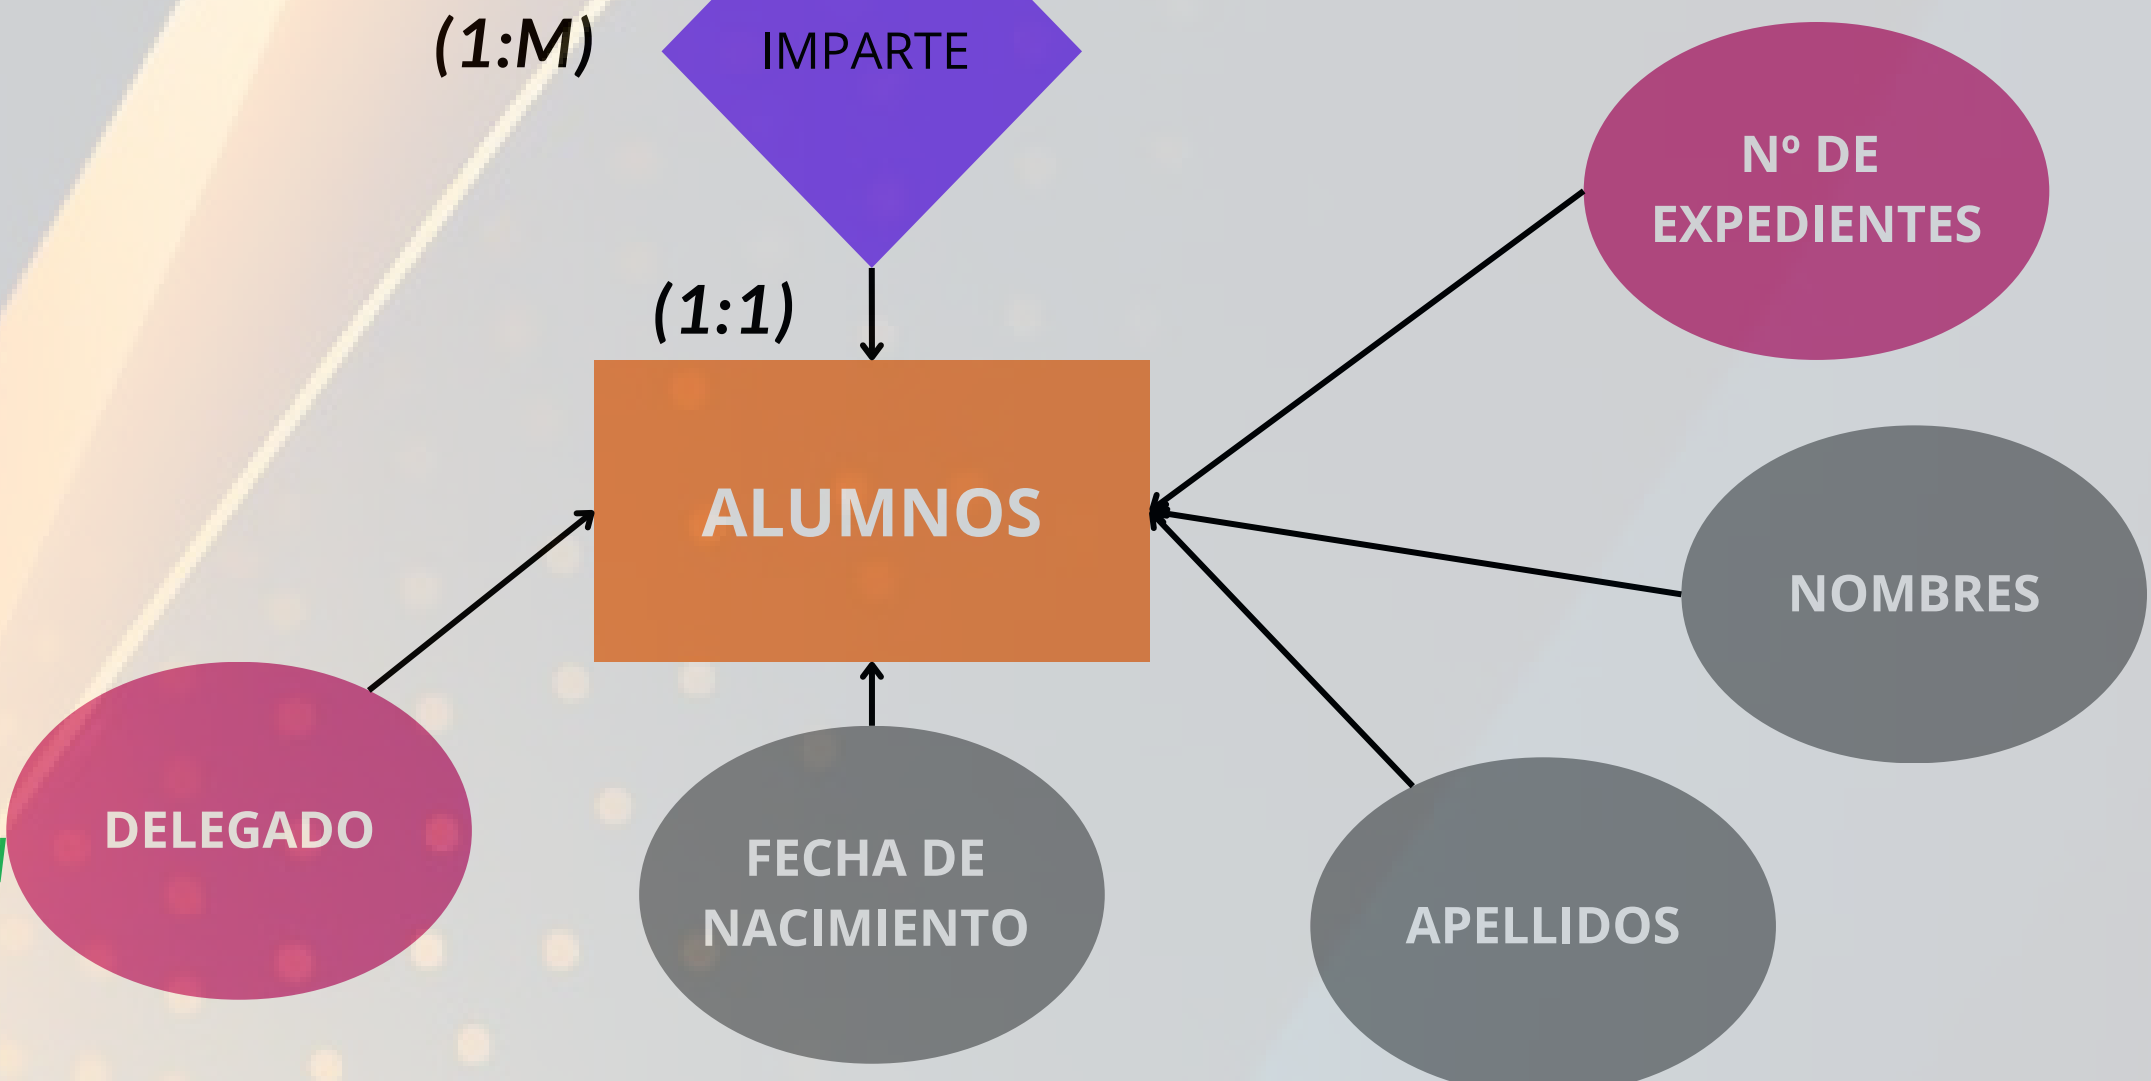 (1:M)
IMPARTE
(1:1)
Nº DE
EXPEDIENTES
ALUMNOS
NOMBRES
DELEGADO
FECHA DE
NACIMIENTO
APELLIDOS